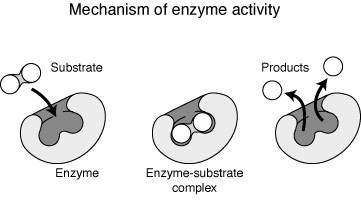 Mechanism of enzyme activity
Substrate
Products
Enzyme
Enzyme-substrate
complex